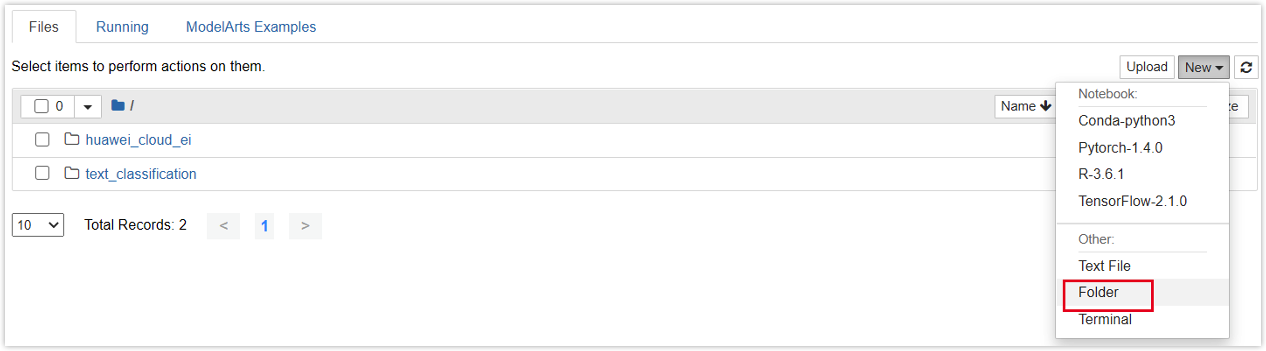 Files Running ModelArts Examples
Select items to perform actions on them.
Upload New
0 / Name ze
huawei_cloud_ei
text_classification
10 Total Records: 2 < 1 >
Notebook:
Conda-python3
Pytorch-1.4.0
R-3.6.1
TensorFlow-2.1.0
Other:
Text File
Folder
Terminal